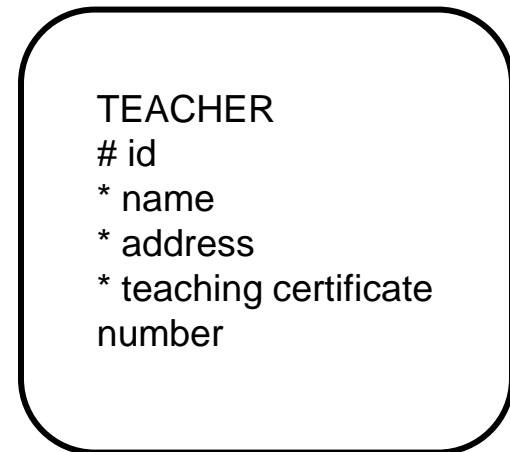 TEACHER
# id
* name
* address
* teaching certificate
number